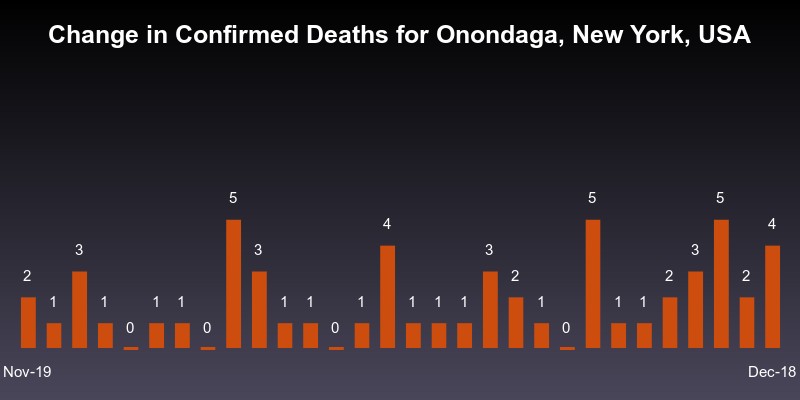 Change in Confirmed Deaths for Onondaga, New York, USA
2 1 3 1 0 1 1 0 5 3 1 1 0 1 4 1 1 1 3 2 1 0 5 1 1 2 3 5 2 4
Nov-19 Dec-18